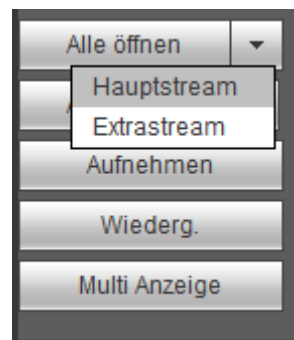 Alle öffnen
Hauptstream
Extrastream
Aufnehmen
Wiederg.
Multi Anzeige